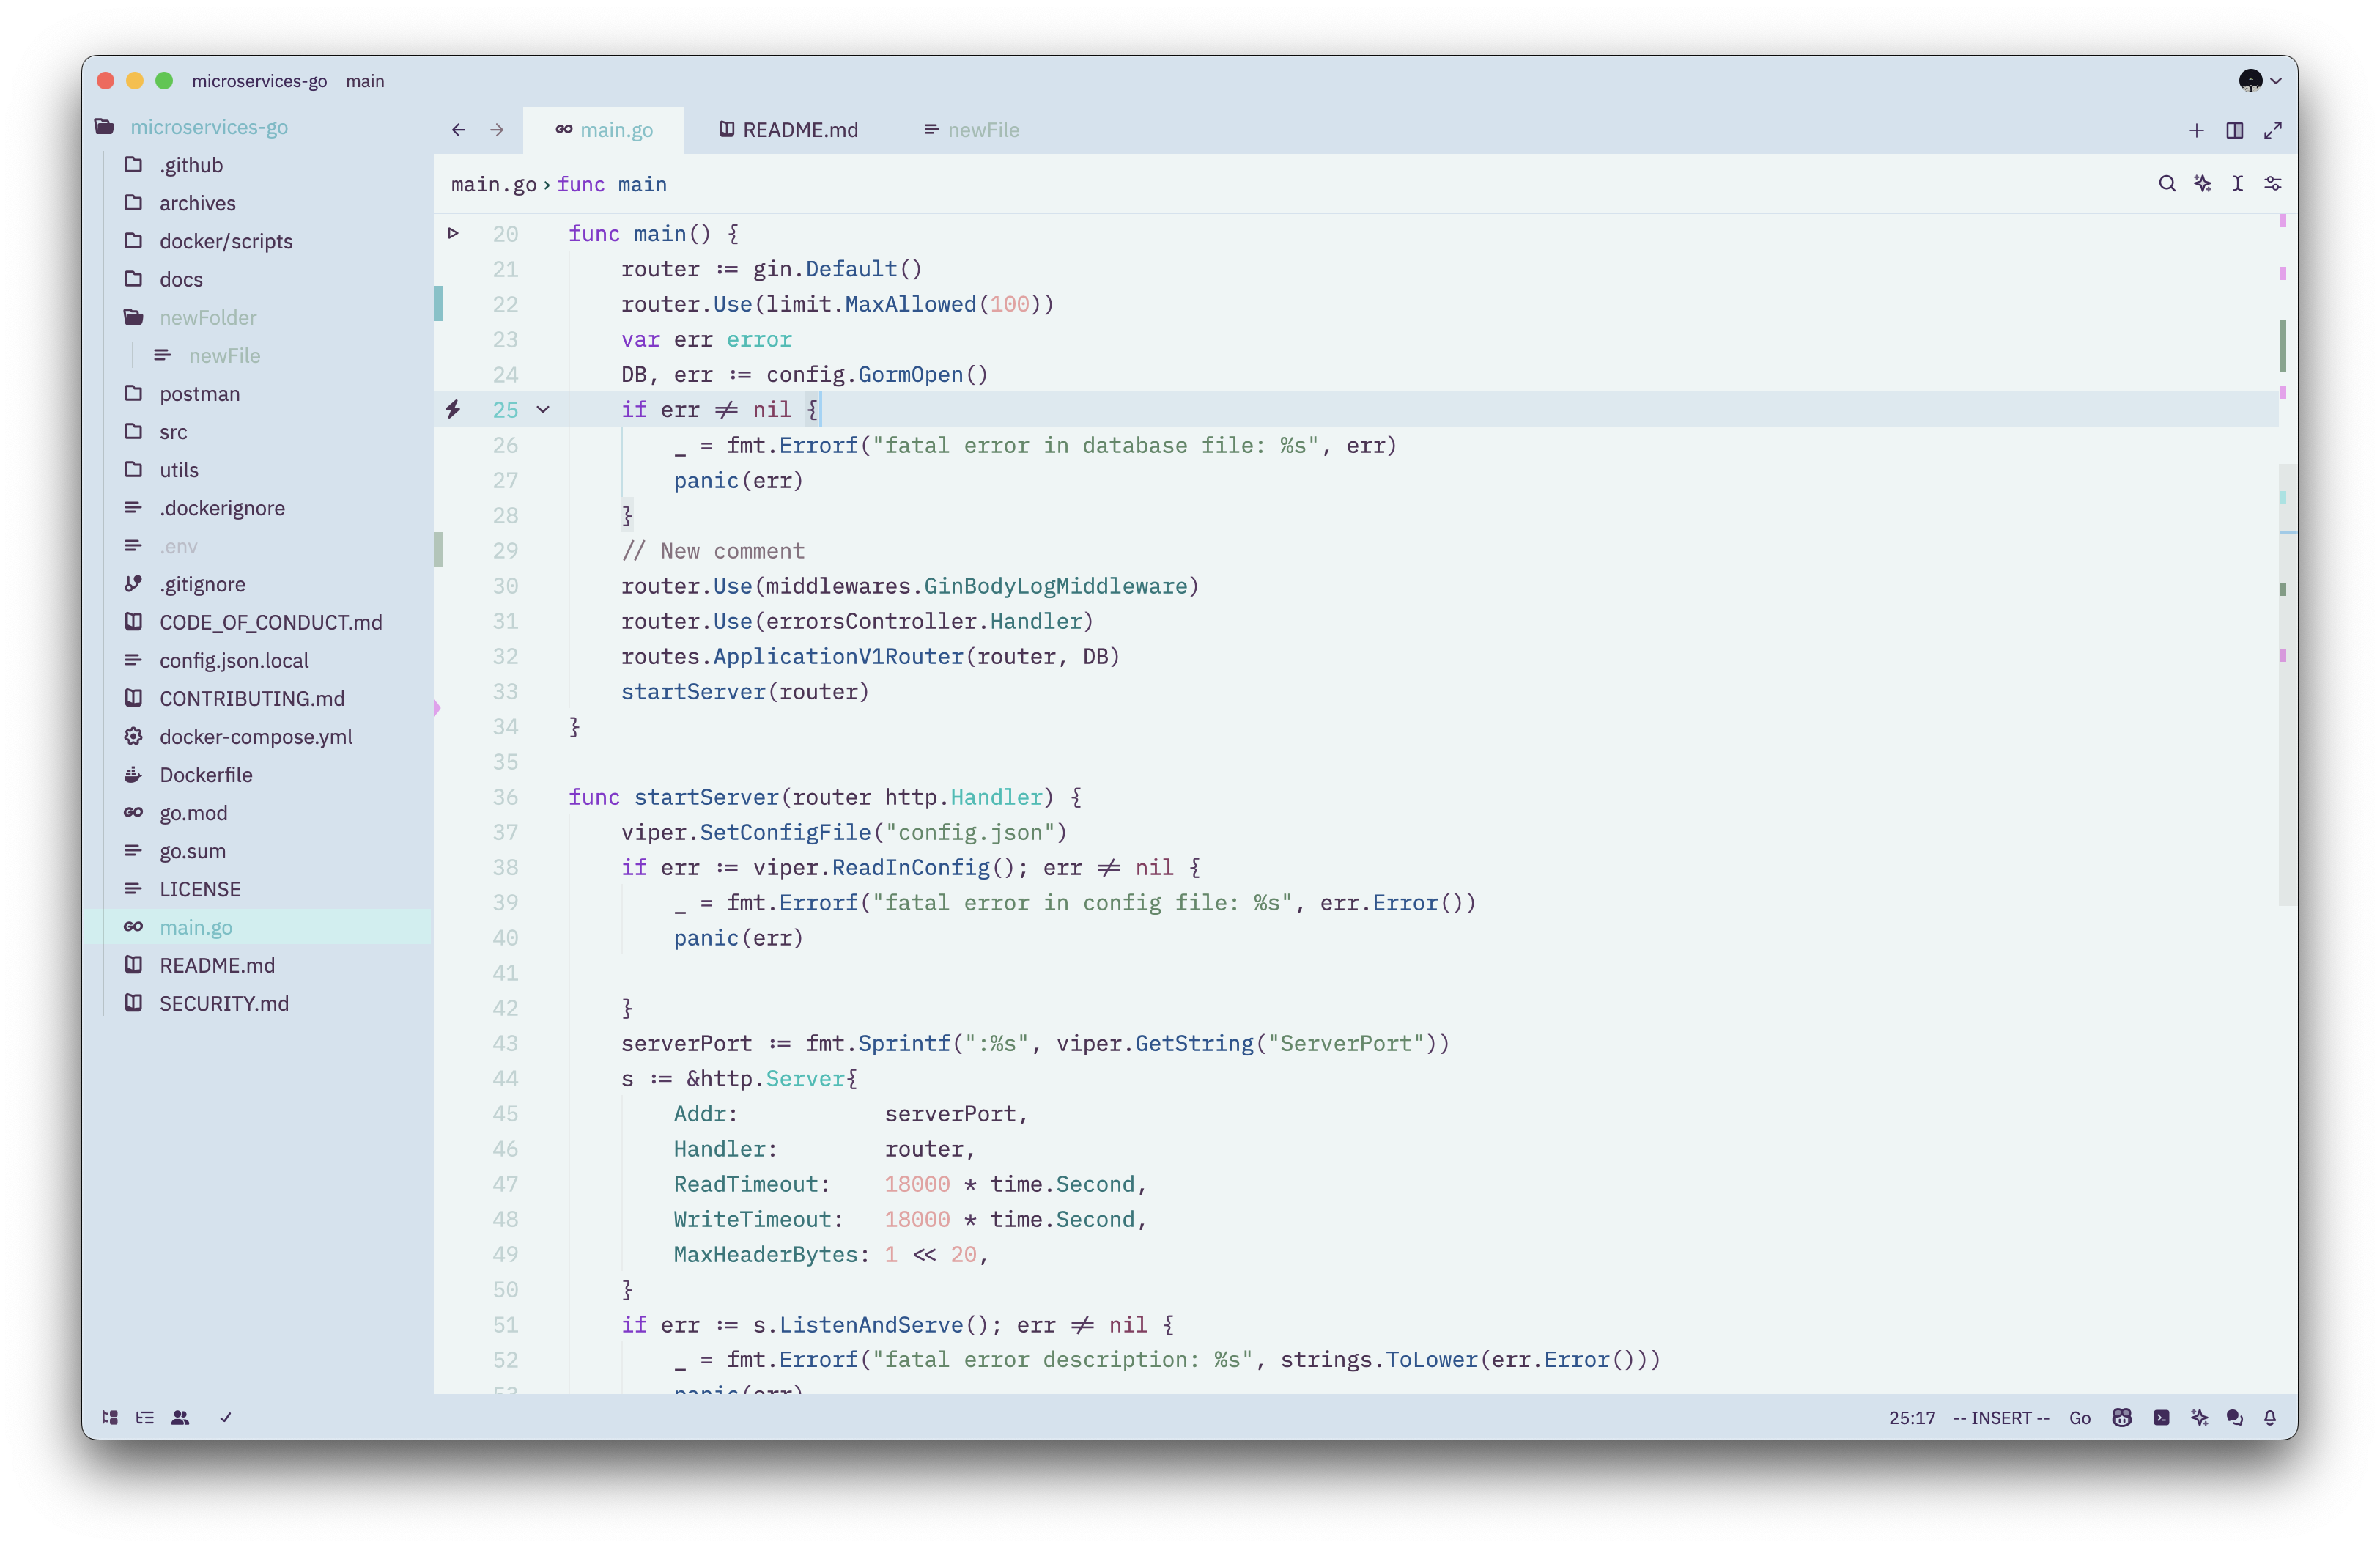 microservices-go main
microservices-go
.github
archives
docker/scripts
docs
newFolder
newFile
postman
src
utils
.dockerignore
.env
.gitignore
CODE_OF_CONDUCT.md
config.json.local
CONTRIBUTING.md
docker-compose.yml
Dockerfile
GO go.mod
go.sum
LICENSE
GO main.go
README.md
SECURITY.md
GO main.go README.md newFile
main.go › func main
20 func main() {
21 router := gin.Default()
22 router.Use(limit.MaxAllowed(100))
23 var err error
24 DB, err := config.GormOpen()
25 if err ≠ nil {
26 _ = fmt.Errorf("fatal error in database file: %s", err)
27 panic(err)
28 }
29 // New comment
30 router.Use(middlewares.GinBodyLogMiddleware)
31 router.Use(errorsController.Handler)
32 routes.ApplicationV1Router(router, DB)
33 startServer(router)
34 }
35
36 func startServer(router http.Handler) {
37 viper.SetConfigFile("config.json")
38 if err := viper.ReadInConfig(); err ≠ nil {
39 _ = fmt.Errorf("fatal error in config file: %s", err.Error())
40 panic(err)
41
42 }
43 serverPort := fmt.Sprintf(":%s", viper.GetString("ServerPort"))
44 s := &http.Server{
45 Addr: serverPort,
46 Handler: router,
47 ReadTimeout: 18000 * time.Second,
48 WriteTimeout: 18000 * time.Second,
49 MaxHeaderBytes: 1 << 20,
50 }
51 if err := s.ListenAndServe(); err ≠ nil {
52 _ = fmt.Errorf("fatal error description: %s", strings.ToLower(err.Error()))
53 panic(err)
25:17 -- INSERT -- Go